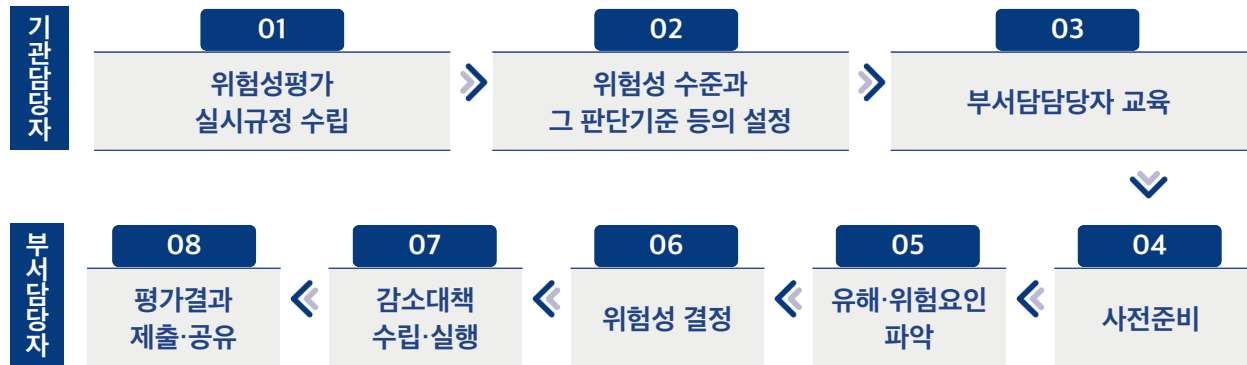 기관담당자
01
위험성평가
실시규정 수립
02
위험성 수준과
그 판단기준 등의 설정
03
부서담담당자 교육
부서담당자
04
사전준비
05
유해·위험요인
파악
06
위험성 결정
07
감소대책
수립·실행
08
평가결과
제출·공유